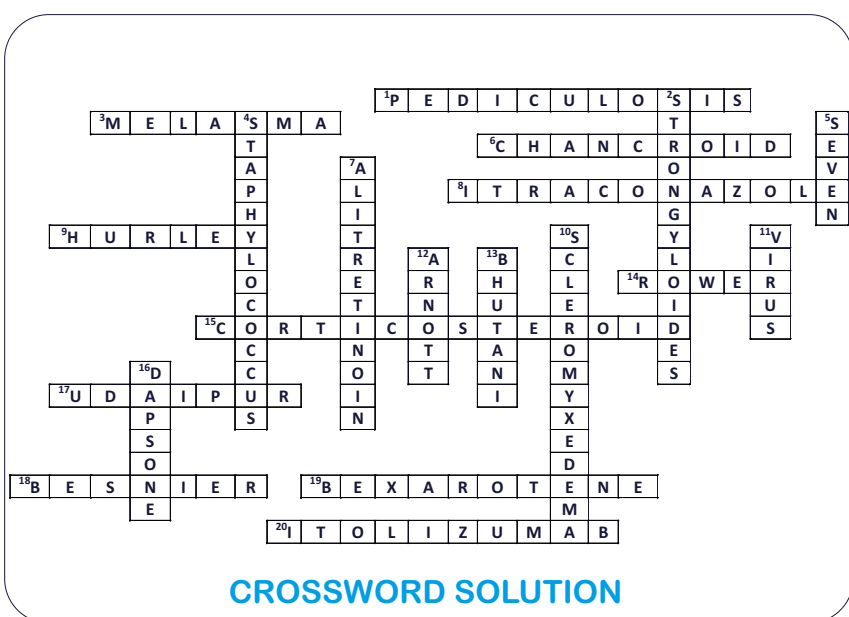 1PEDICULOSIS
2STRONGYLOIDES
3MELASMA
4STAPHYLOCOCCUS
5SEVEN
6CHANCROID
7ALITRETINOIN
8ITRACONAZOLE
9HURLEY
10SCLEROMYXEDEMA
11VIRUS
12ARNOTT
13BHUTANI
14ROWER
15CORTICOSTEROID
16DAPSONE
17UDAIPUR
18BESNIER
19BEXAROTENE
20ITOLIZUMAB
CROSSWORD SOLUTION